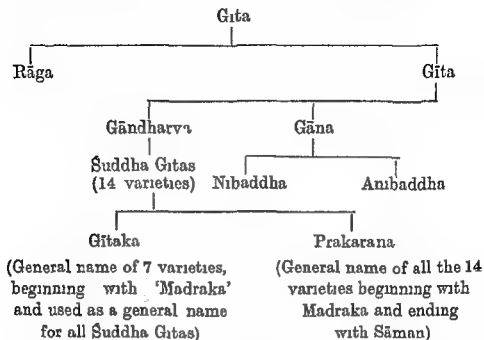 Gīta
Rāga Gīta
Gāndharva Gāna
Śuddha Gītas
(14 varieties) Nibaddha Anibaddha
Gītaka Prakarana
(General name of 7 varieties, (General name of all the 14
beginning with 'Madraka' varieties beginning with
and used as a general name Madraka and ending
for all Śuddha Gītas) with Sāman)